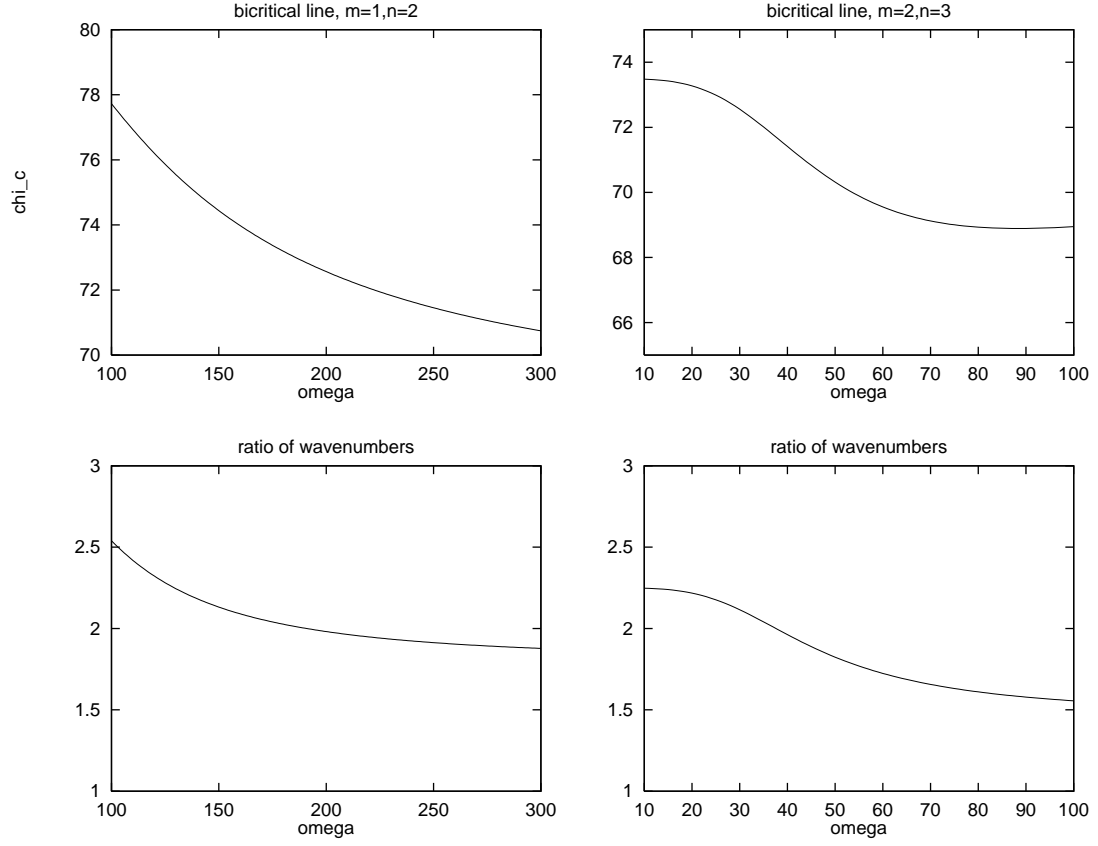 bicritical line, m=1,n=2
80
78
76
74
72
70
chi_c
100 150 200 250 300
omega
bicritical line, m=2,n=3
74
72
70
68
66
10 20 30 40 50 60 70 80 90 100
omega
ratio of wavenumbers
3
2.5
2
1.5
1
100 150 200 250 300
omega
ratio of wavenumbers
3
2.5
2
1.5
1
10 20 30 40 50 60 70 80 90 100
omega